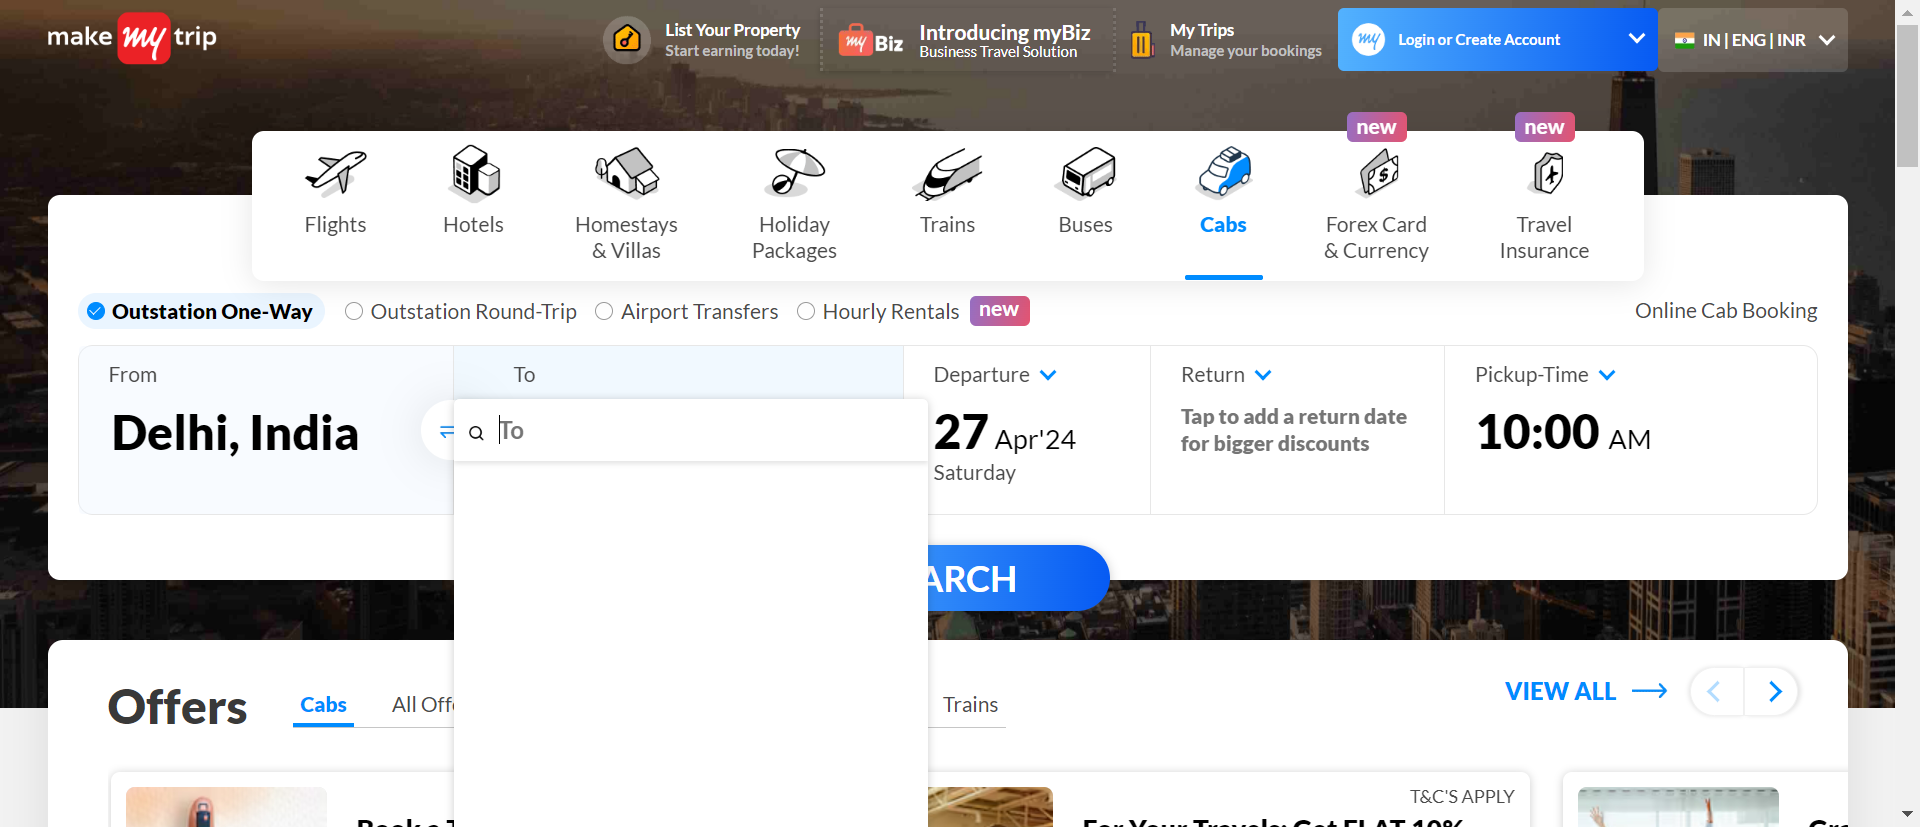 make my trip
List Your Property
Start earning today!
my Biz
Introducing myBiz
Business Travel Solution
My Trips
Manage your bookings
my
Login or Create Account
IN | ENG | INR
new
new
Flights
Hotels
Homestays
& Villas
Holiday
Packages
Trains
Buses
Cabs
Forex Card
& Currency
Travel
Insurance
Outstation One-Way
Outstation Round-Trip
Airport Transfers
Hourly Rentals
new
Online Cab Booking
From
Delhi, India
To
To
Departure
27 Apr'24
Saturday
Return
Tap to add a return date
for bigger discounts
Pickup-Time
10:00 AM
ARCH
Offers
Cabs
All Off
Trains
VIEW ALL
T&C'S APPLY
Book a T
For Your Travels: Get FLAT 10%